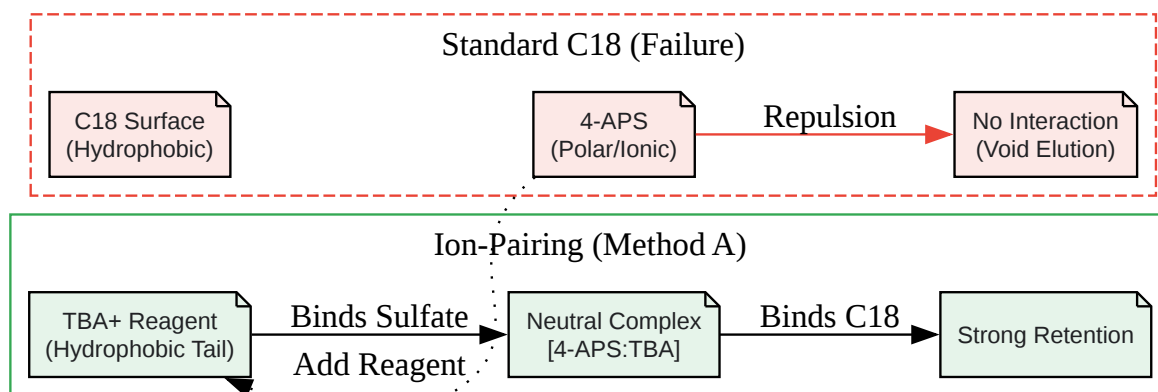 Standard C18 (Failure)
C18 Surface
(Hydrophobic)
4-APS
(Polar/Ionic)
Repulsion
No Interaction
(Void Elution)
Ion-Pairing (Method A)
TBA+ Reagent
(Hydrophobic Tail)
Binds Sulfate
Add Reagent
Neutral Complex
[4-APS:TBA]
Binds C18
Strong Retention